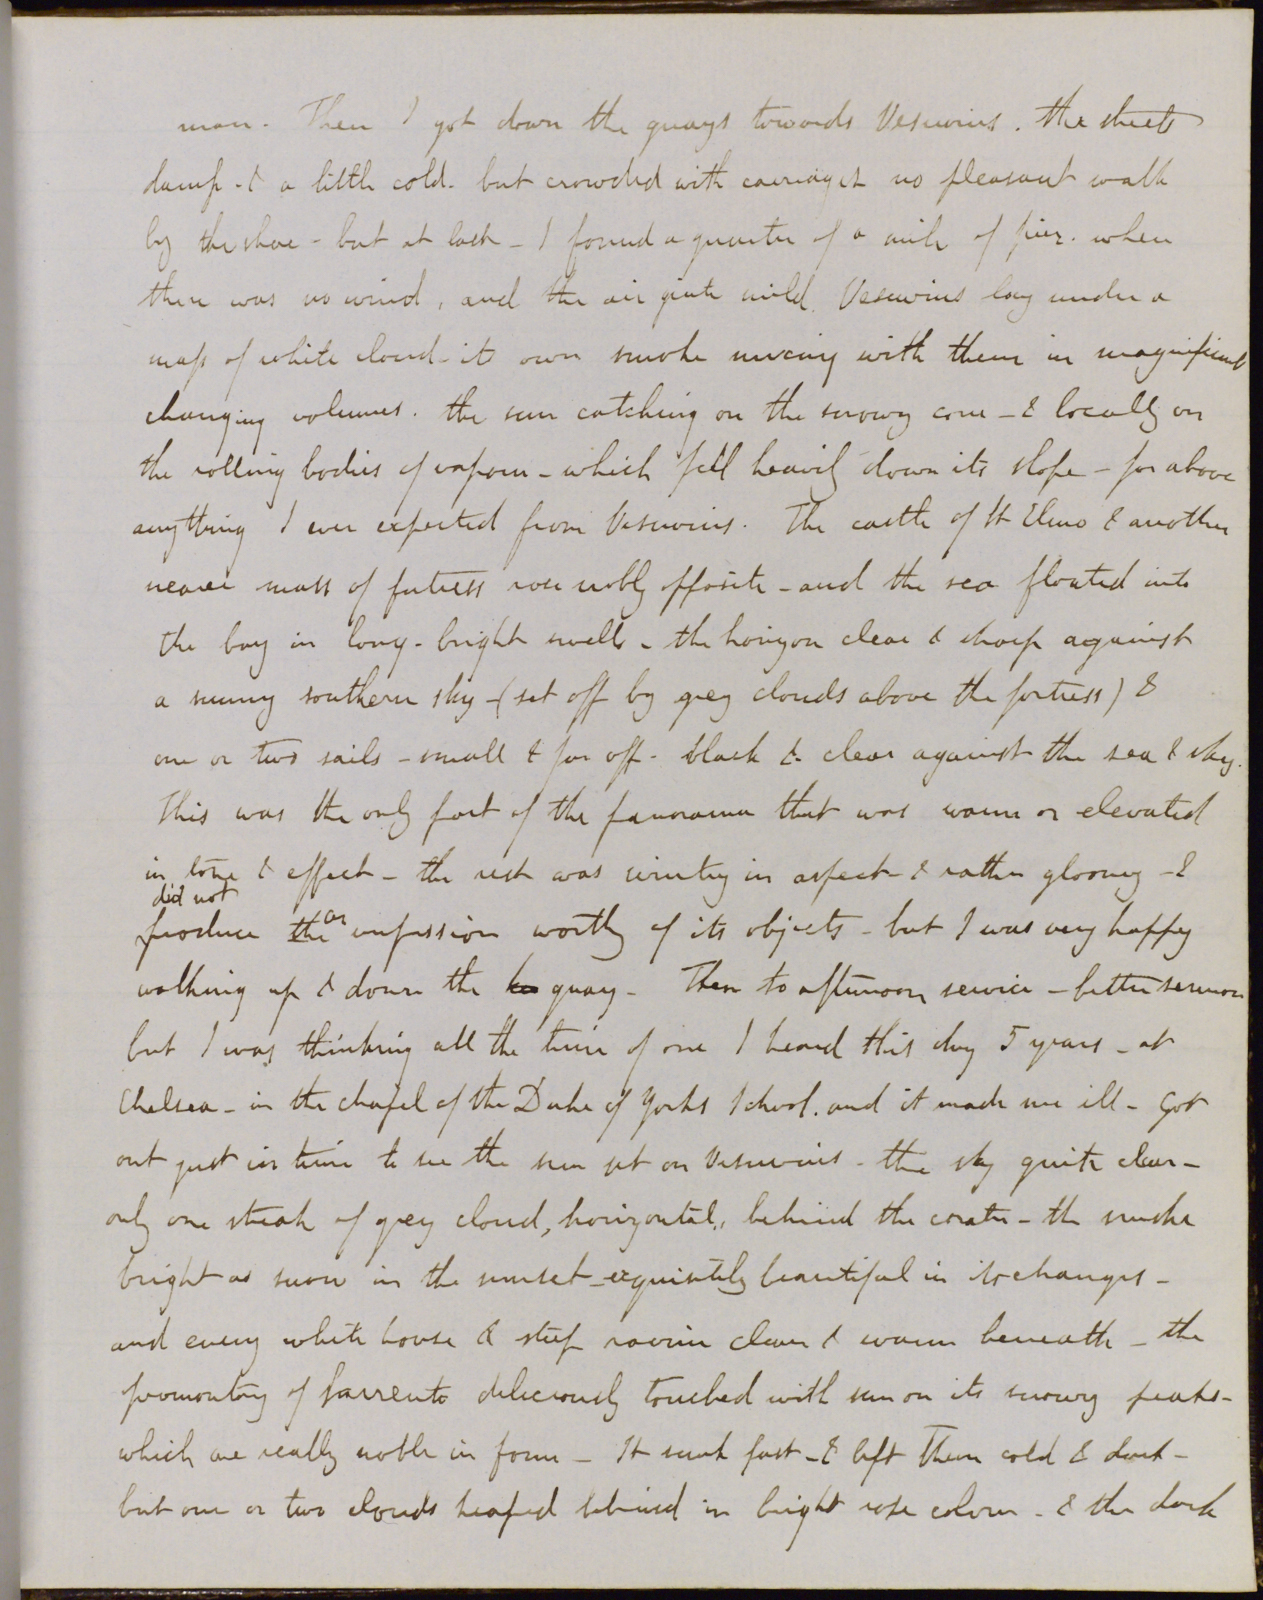 man. Then I got down the quays towards Vesuvius. the streets
damp - & a little cold - but crowded with carriages no pleasant walk
by the shore - but at last - I found a quarter of a mile of pier. where
there was no wind, and the air quite mild. Vesuvius lay under a
mass of white cloud - its own smoke mixing with them in magnificent
changing volumes. the sun catching on the snowy cone - & locally on
the rolling bodies of vapour - which fell heavily down its slope - far above
anything I ever expected from Vesuvius. The castle of St Elmo & another
nearer mass of fortress rose nobly opposite - and the sea floated into
the bay in long - bright swells - the horizon clear & sharp against
a sunny southern sky - (set off by grey clouds above the fortress) &
one or two sails - small & far off - black & clear against the sea & sky.
This was the only part of the panorama that was warm or elevated
in tone & effect - the rest was wintry in aspect - & rather gloomy - &
did not
produce the an impression worthy of its objects - but I was very happy
walking up & down the quay - Then to afternoon service - better sermon
but I was thinking all the time of one I heard this day 5 years - at
Chelsea - in the chapel of the Duke of Yorks School. and it made me ill - Got
out just in time to see the sun set on Vesuvius - the sky quite clear -
only one streak of grey cloud, horizontal, behind the crater - the smoke
bright as snow in the sunset - exquisitely beautiful in its changes -
and every white house & steep ravine clear & warm beneath - the
promontory of Sorrento deliciously touched with sun on its snowy peaks -
which are really noble in form - It sunk fast - & left them cold & dark -
but one or two clouds heaped behind in bright rose colour - & the dark